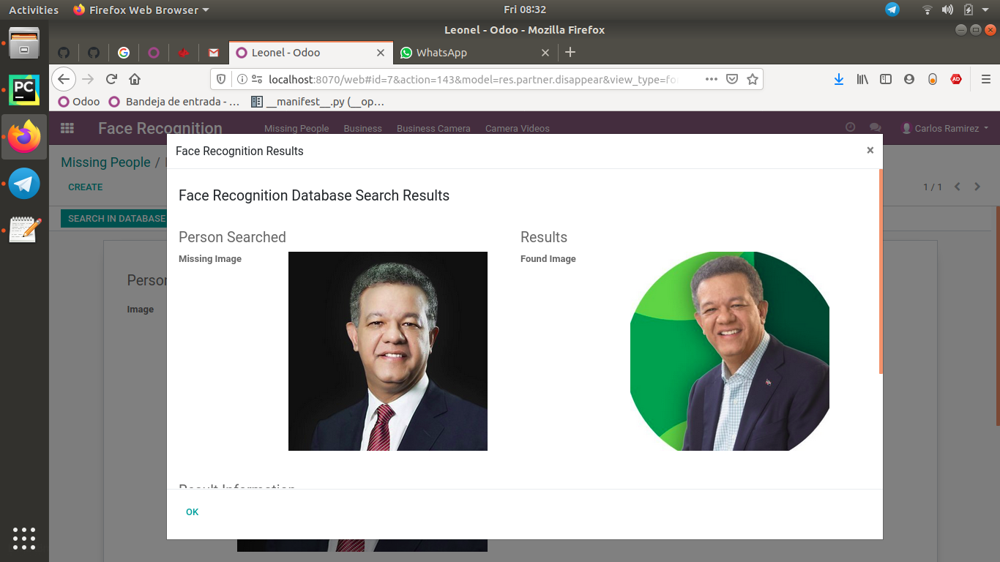 Activities Firefox Web Browser Fri 08:32
Leonel - Odoo - Mozilla Firefox
Leonel - Odoo WhatsApp
localhost:8070/web#id=7&action=143&model=res.partner.disappear&view_type=fo
Odoo Bandeja de entrada - … __manifest__.py (__op…
PC
ABD
Face Recognition Missing People Business Business Camera Camera Videos Carlos Ramirez
Face Recognition Results ×
Missing People /
CREATE 1 / 1
Face Recognition Database Search Results
SEARCH IN DATABASE
Person Searched Results
Missing Image Found Image
Person
Image
Result Information
OK